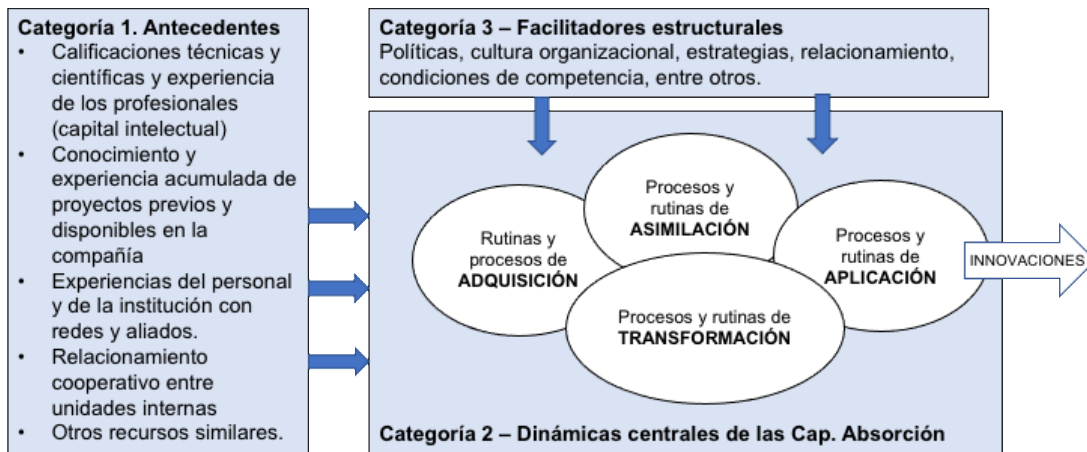 Categoría 1. Antecedentes
• Calificaciones técnicas y
científicas y experiencia
de los profesionales
(capital intelectual)
• Conocimiento y
experiencia acumulada de
proyectos previos y
disponibles en la
compañía
• Experiencias del personal
y de la institución con
redes y aliados.
• Relacionamiento
cooperativo entre
unidades internas
• Otros recursos similares.
Categoría 3 – Facilitadores estructurales
Políticas, cultura organizacional, estrategias, relacionamiento,
condiciones de competencia, entre otros.
Rutinas y
procesos de
ADQUISICIÓN
Procesos y
rutinas de
ASIMILACIÓN
Procesos y rutinas de
TRANSFORMACIÓN
Procesos y
rutinas de
APLICACIÓN
INNOVACIONES
Categoría 2 – Dinámicas centrales de las Cap. Absorción